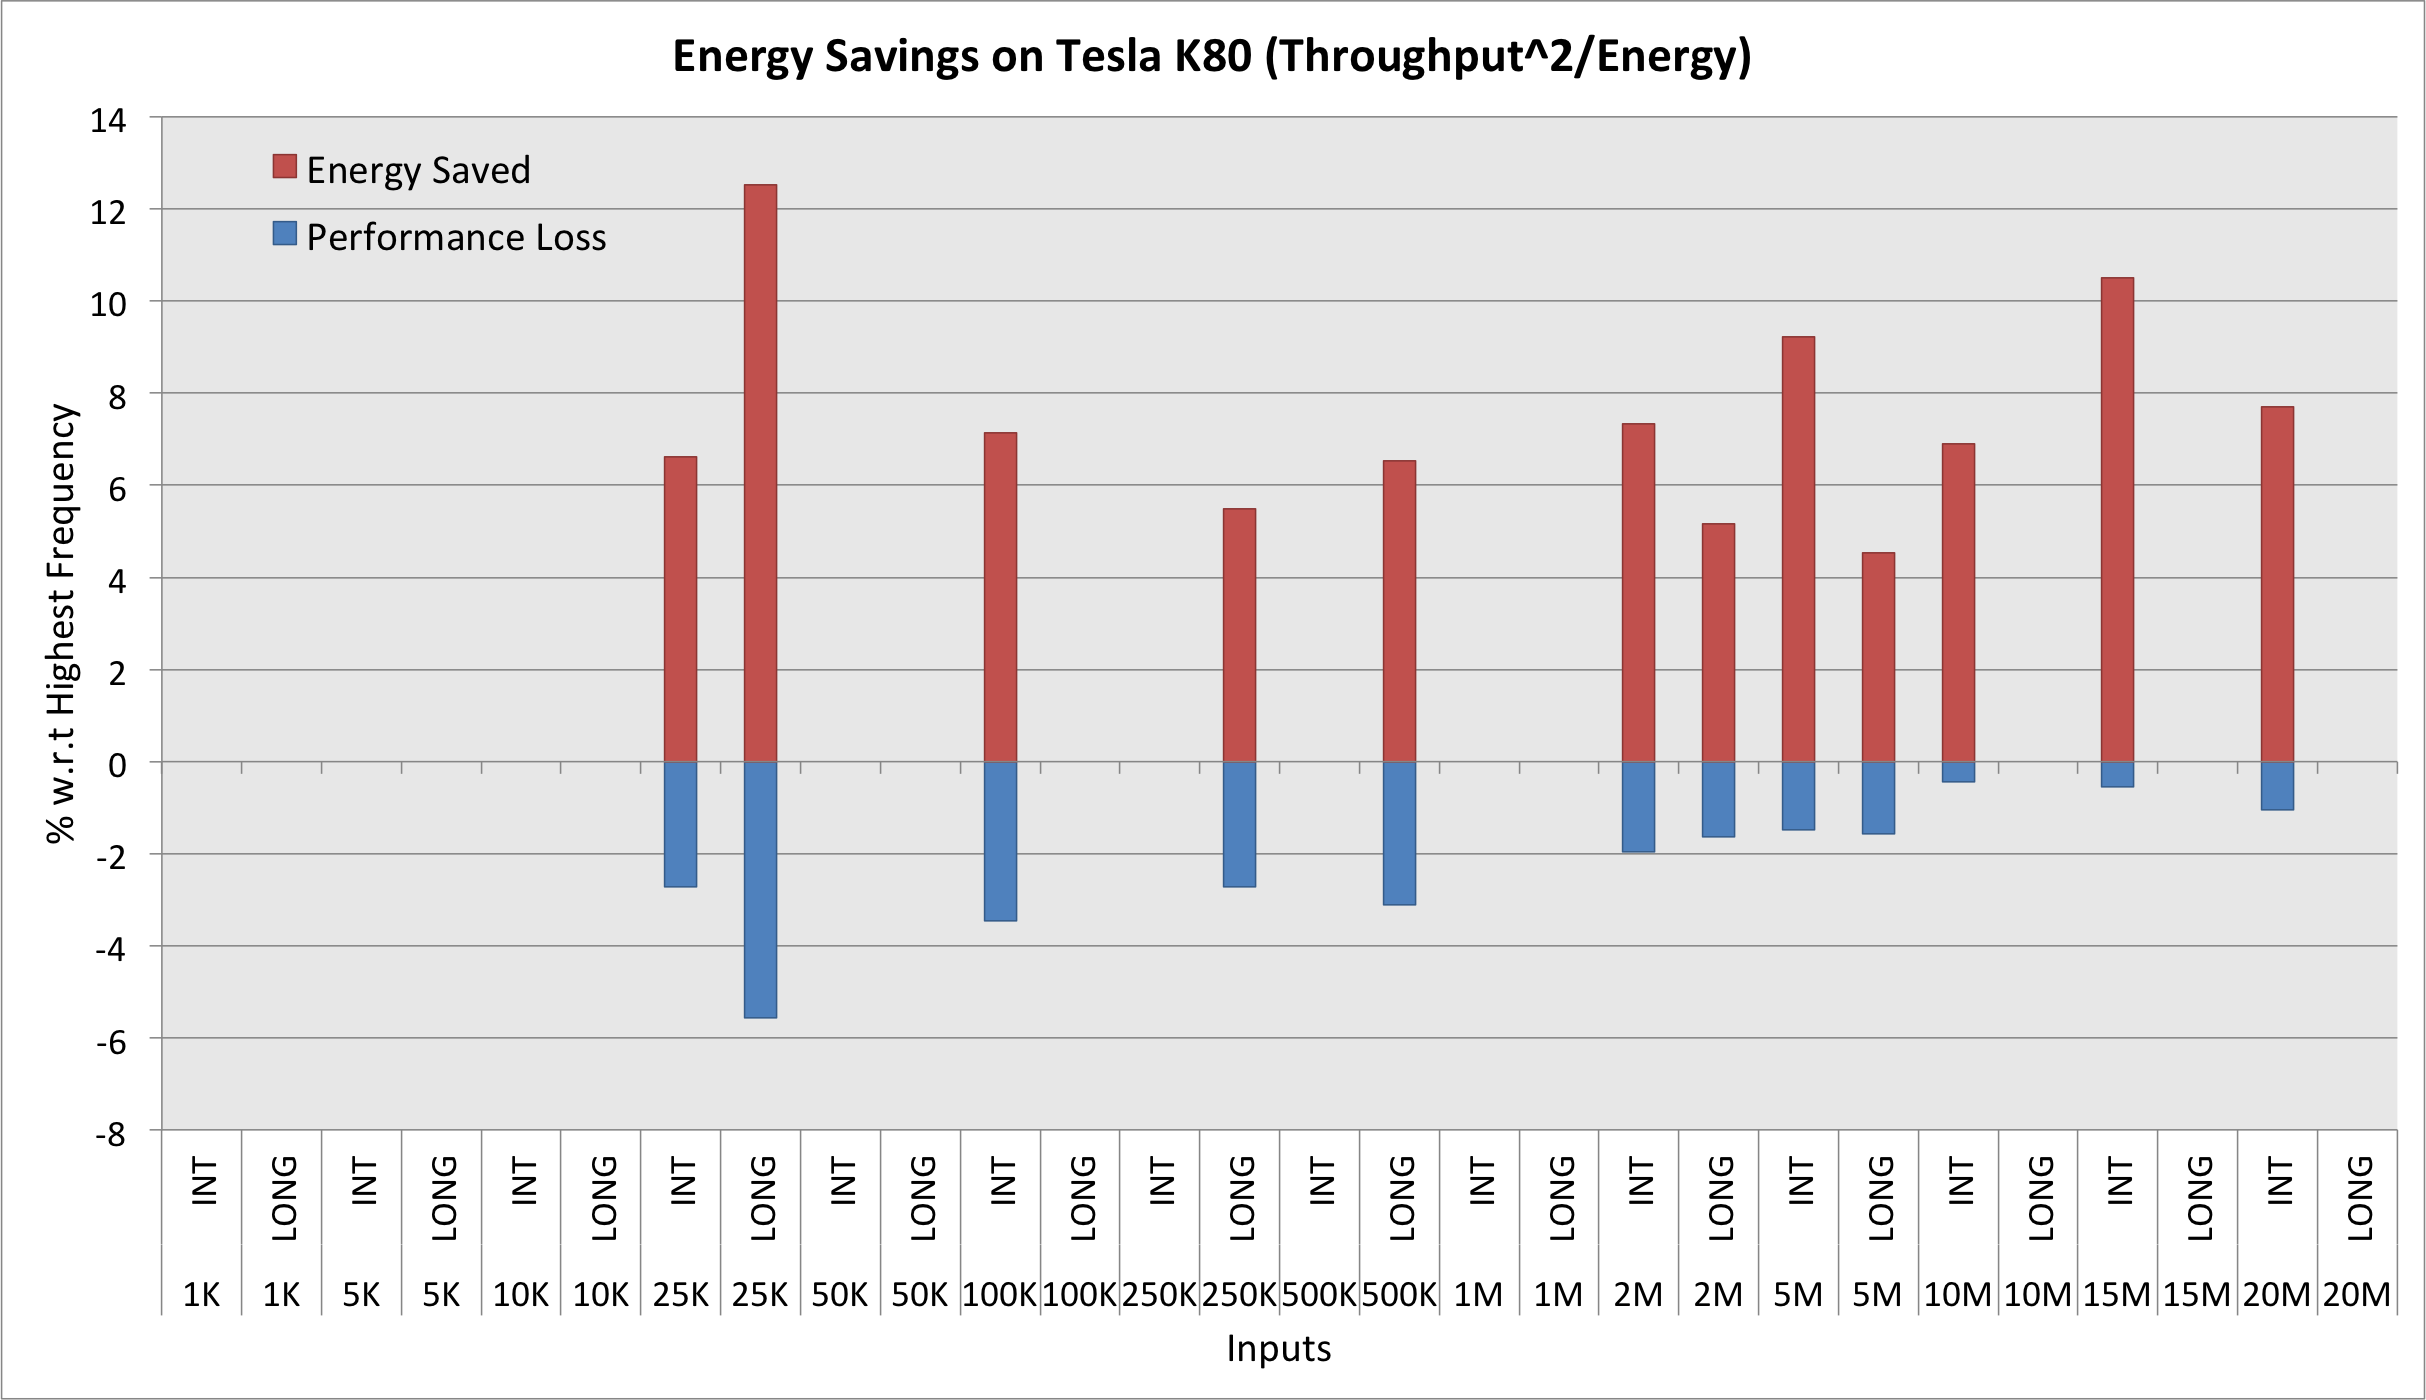 Energy Savings on Tesla K80 (Throughput^2/Energy)
Energy Saved
Performance Loss
% w.r.t Highest Frequency
14
12
10
8
6
4
2
0
-2
-4
-6
-8
INT LONG INT LONG INT LONG INT LONG INT LONG INT LONG INT LONG INT LONG INT LONG INT LONG INT LONG INT LONG INT LONG INT LONG
1K 1K 5K 5K 10K 10K 25K 25K 50K 50K 100K 100K 250K 250K 500K 500K 1M 1M 2M 2M 5M 5M 10M 10M 15M 15M 20M 20M
Inputs